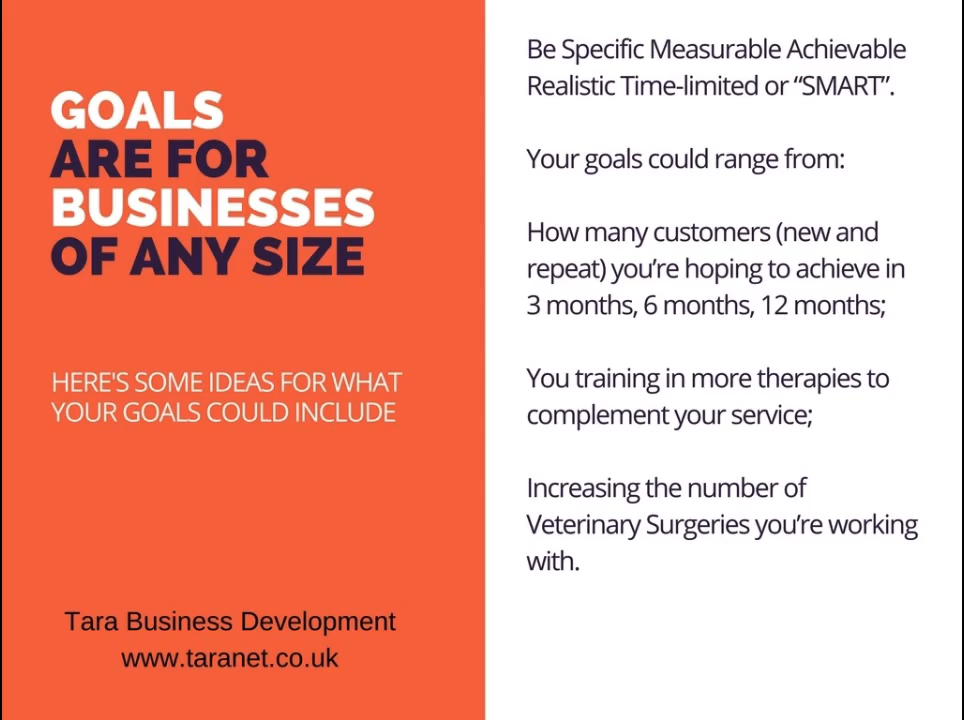 GOALS
ARE FOR
BUSINESSES
OF ANY SIZE
HERE'S SOME IDEAS FOR WHAT
YOUR GOALS COULD INCLUDE
Tara Business Development
www.taranet.co.uk
Be Specific Measurable Achievable
Realistic Time-limited or “SMART”.
Your goals could range from:
How many customers (new and
repeat) you’re hoping to achieve in
3 months, 6 months, 12 months;
You training in more therapies to
complement your service;
Increasing the number of
Veterinary Surgeries you’re working
with.